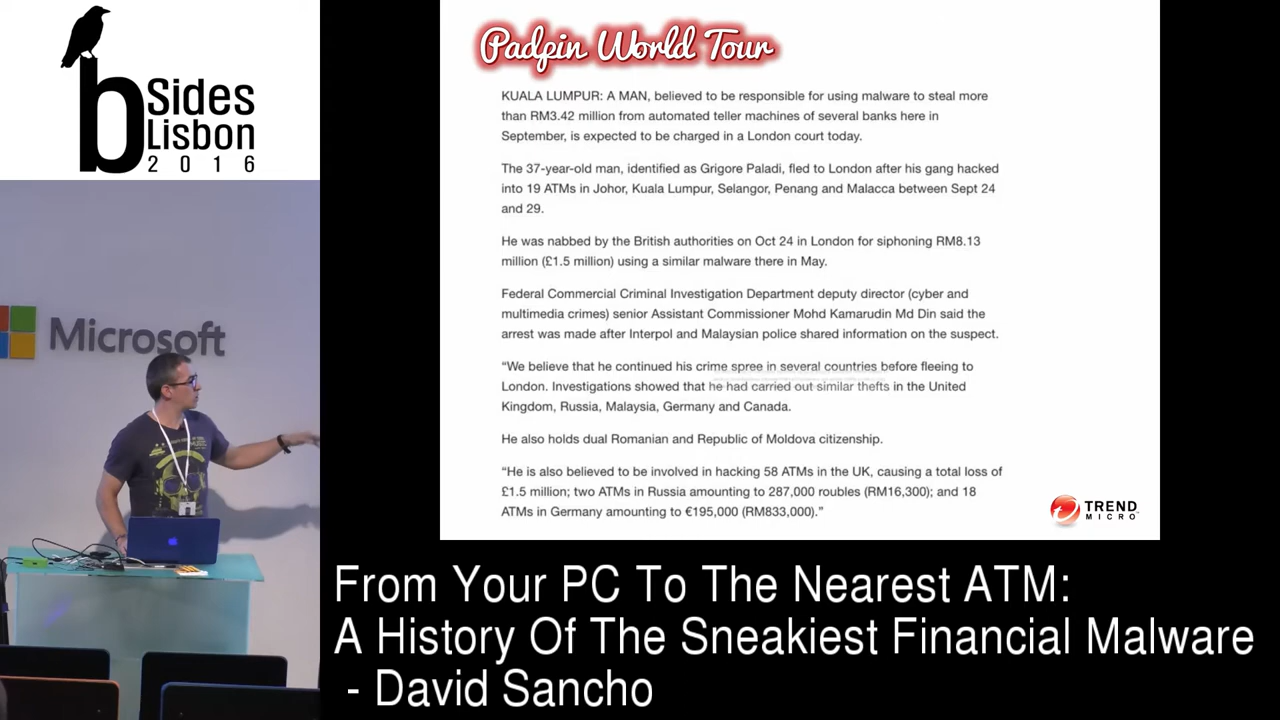 b
Sides
Lisbon
2016
Microsoft
Padpin World Tour
KUALA LUMPUR: A MAN, believed to be responsible for using malware to steal more
than RM3.42 million from automated teller machines of several banks here in
September, is expected to be charged in a London court today.
The 37-year-old man, identified as Grigore Paladi, fled to London after his gang hacked
into 19 ATMs in Johor, Kuala Lumpur, Selangor, Penang and Malacca between Sept 24
and 29.
He was nabbed by the British authorities on Oct 24 in London for siphoning RM8.13
million (£1.5 million) using a similar malware there in May.
Federal Commercial Criminal Investigation Department deputy director (cyber and
multimedia crimes) senior Assistant Commissioner Mohd Kamarudin Md Din said the
arrest was made after Interpol and Malaysian police shared information on the suspect.
“We believe that he continued his crime spree in several countries before fleeing to
London. Investigations showed that he had carried out similar thefts in the United
Kingdom, Russia, Malaysia, Germany and Canada.
He also holds dual Romanian and Republic of Moldova citizenship.
“He is also believed to be involved in hacking 58 ATMs in the UK, causing a total loss of
£1.5 million; two ATMs in Russia amounting to 287,000 roubles (RM16,300); and 18
ATMs in Germany amounting to €195,000 (RM833,000).”
TREND
MICRO
From Your PC To The Nearest ATM:
A History Of The Sneakiest Financial Malware
- David Sancho